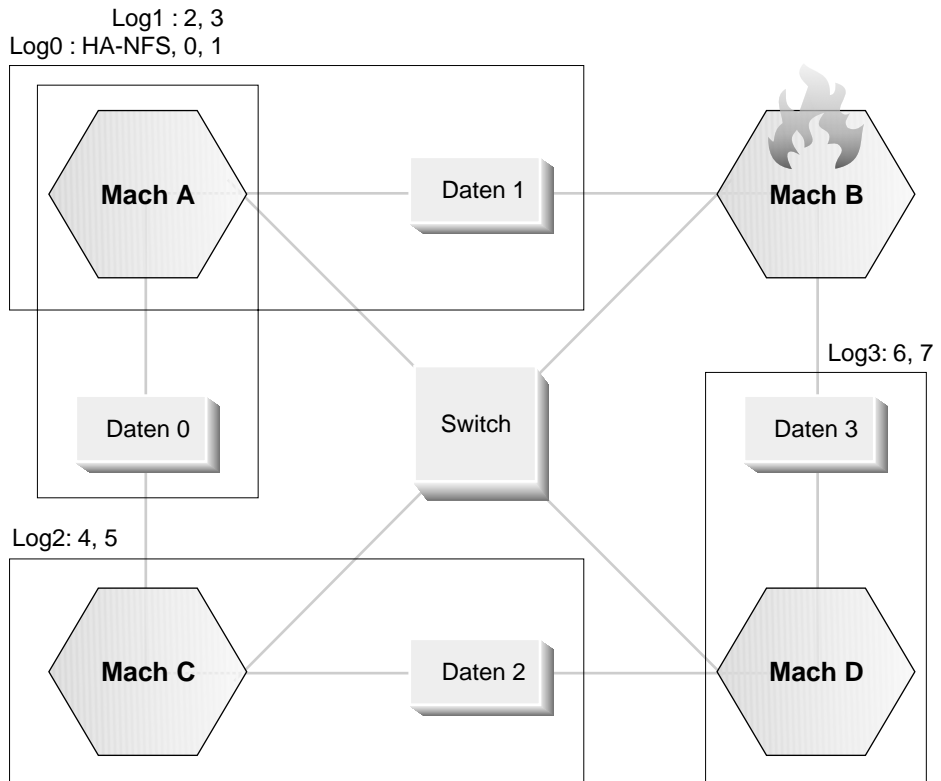 Log1 : 2, 3
Log0 : HA-NFS, 0, 1
Mach A
Daten 1
Mach B
Log3: 6, 7
Daten 0
Switch
Daten 3
Log2: 4, 5
Mach C
Daten 2
Mach D